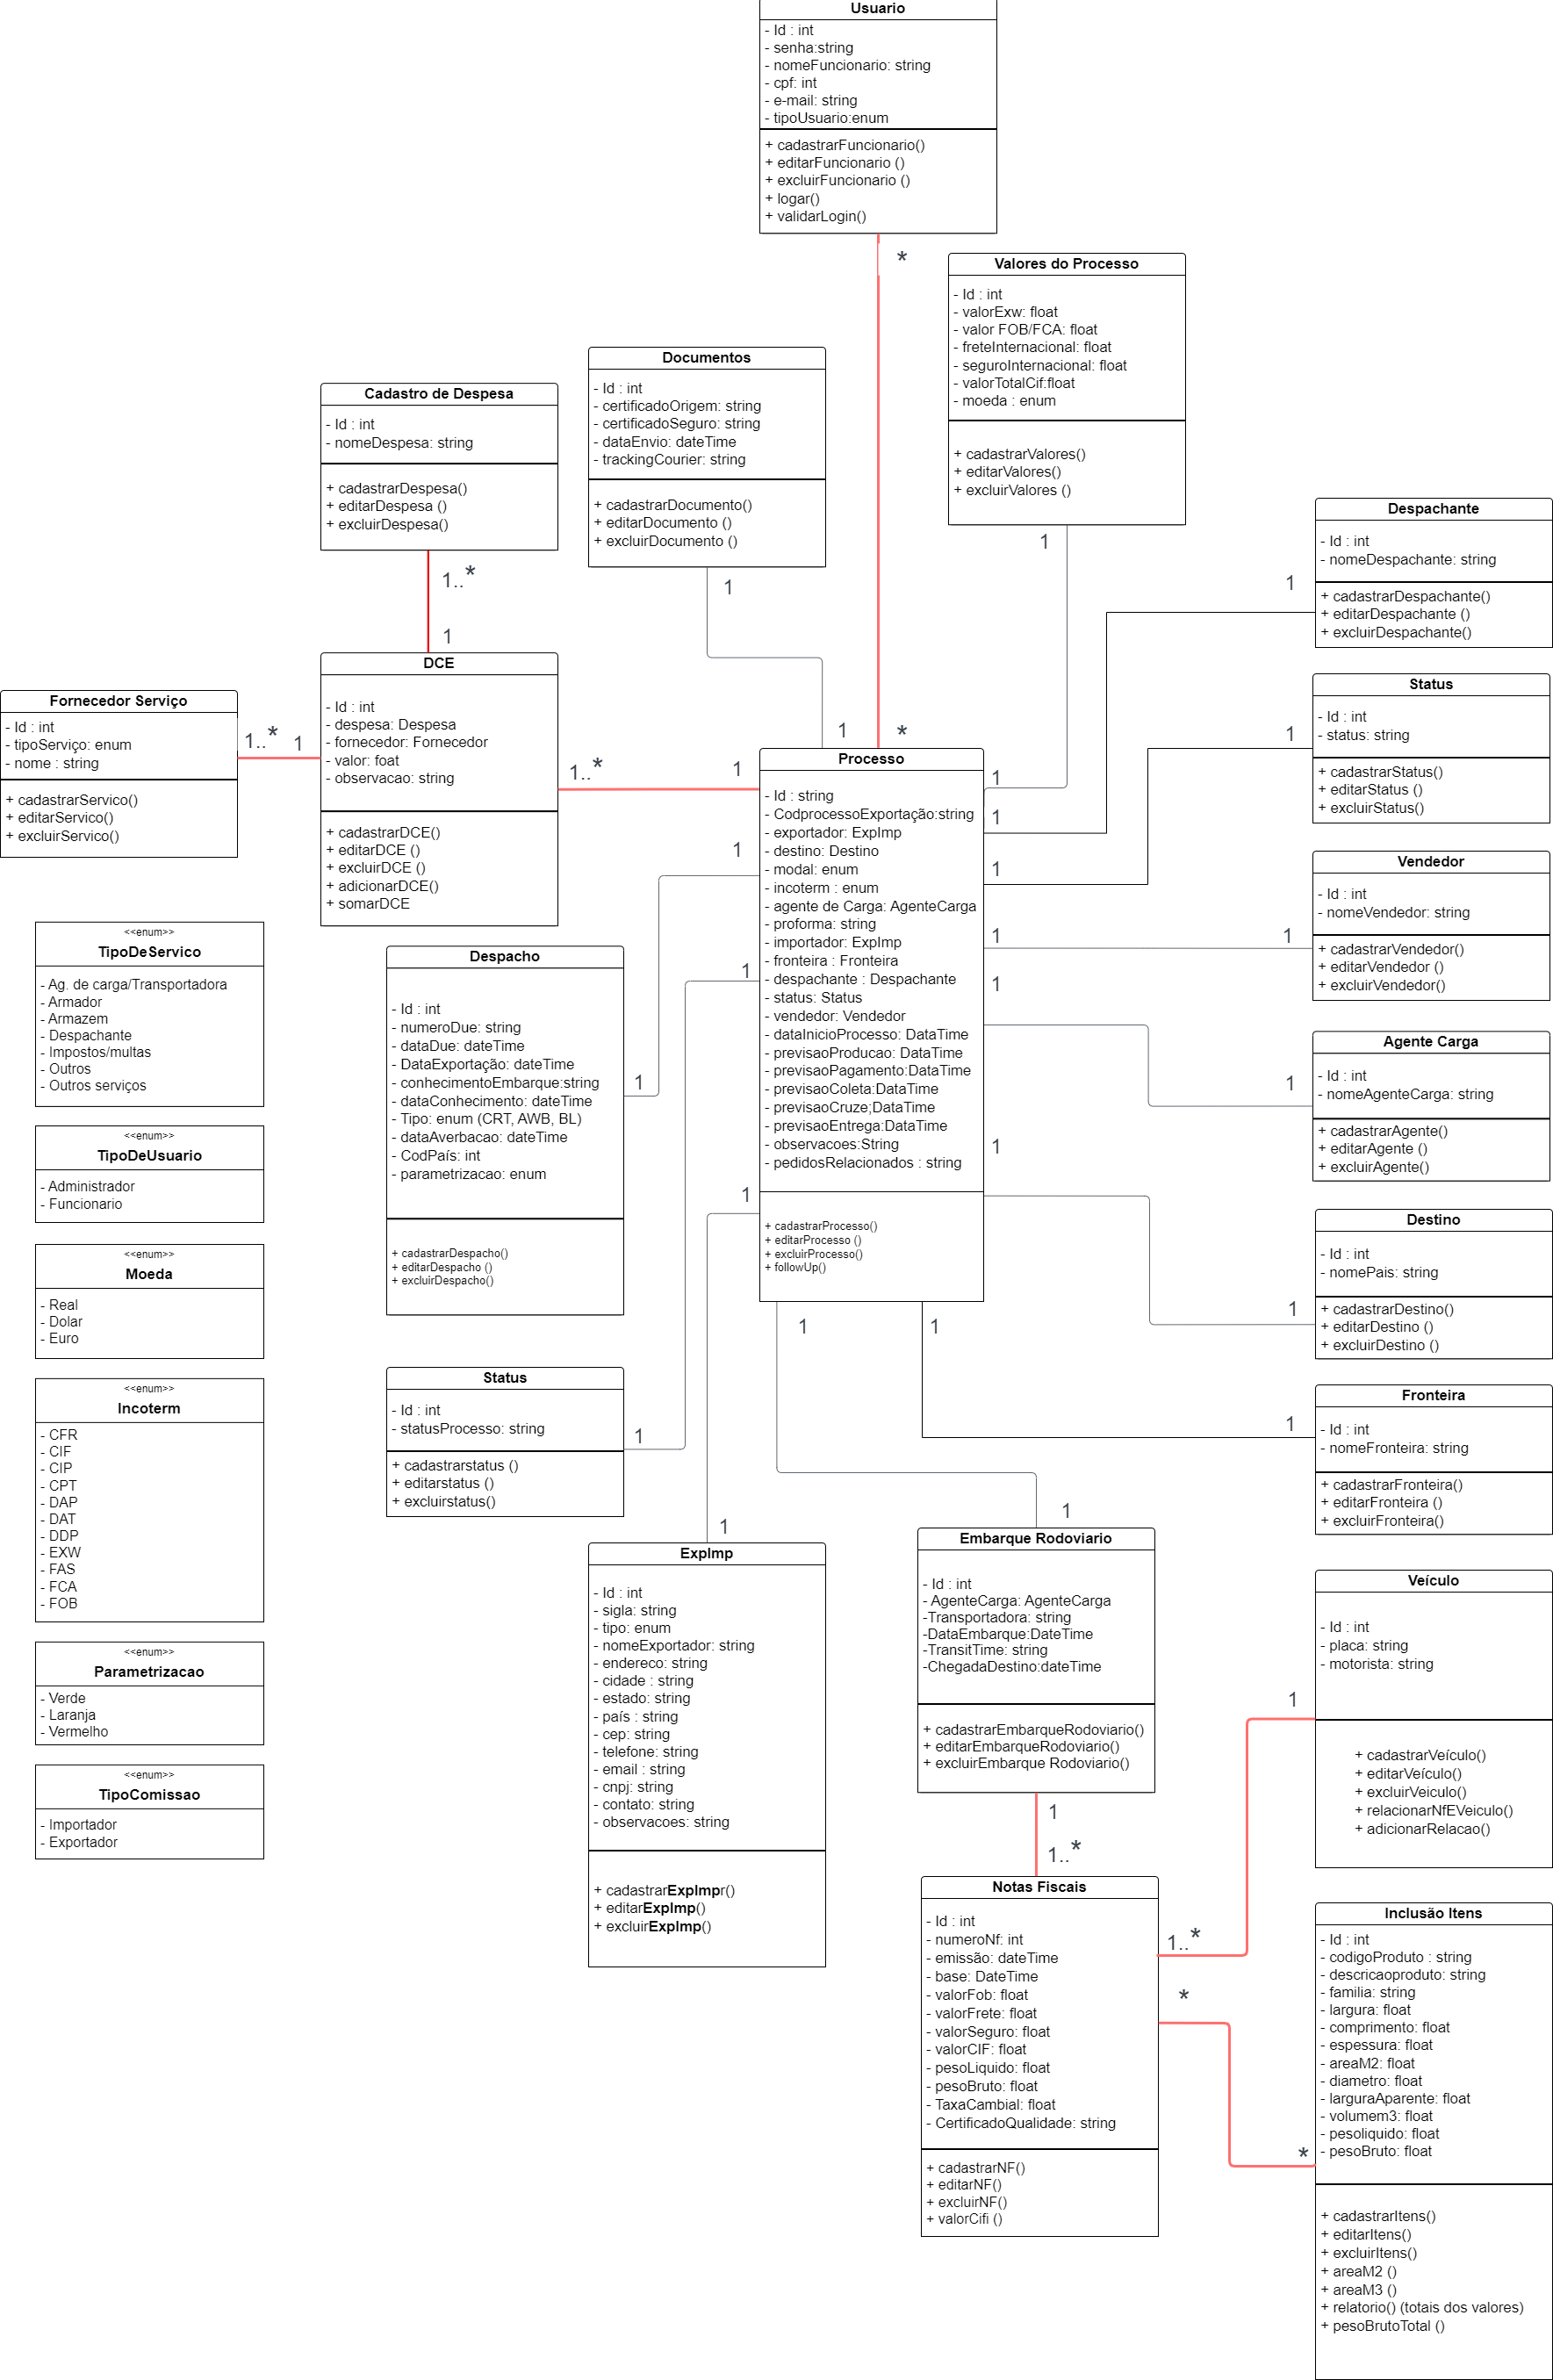 Usuario
- Id : int
- senha:string
- nomeFuncionario: string
- cpf: int
- e-mail: string
- tipoUsuario:enum
+ cadastrarFuncionario()
+ editarFuncionario ()
+ excluirFuncionario ()
+ logar()
+ validarLogin()
*
Valores do Processo
- Id : int
- valorExw: float
- valor FOB/FCA: float
- freteInternacional: float
- seguroInternacional: float
- valorTotalCif:float
- moeda : enum
+ cadastrarValores()
+ editarValores()
+ excluirValores ()
1
Documentos
- Id : int
- certificadoOrigem: string
- certificadoSeguro: string
- dataEnvio: dateTime
- trackingCourier: string
+ cadastrarDocumento()
+ editarDocumento ()
+ excluirDocumento ()
1
Cadastro de Despesa
- Id : int
- nomeDespesa: string
+ cadastrarDespesa()
+ editarDespesa ()
+ excluirDespesa()
1..*
1
DCE
- Id : int
- despesa: Despesa
- fornecedor: Fornecedor
- valor: foat
- observacao: string
+ cadastrarDCE()
+ editarDCE ()
+ excluirDCE ()
+ adicionarDCE()
+ somarDCE
1..*
1
Fornecedor Serviço
- Id : int
- tipoServiço: enum
- nome : string
+ cadastrarServico()
+ editarServico()
+ excluirServico()
1..*
1
Despachante
- Id : int
- nomeDespachante: string
+ cadastrarDespachante()
+ editarDespachante ()
+ excluirDespachante()
1
Status
- Id : int
- status: string
+ cadastrarStatus()
+ editarStatus ()
+ excluirStatus()
1
Vendedor
- Id : int
- nomeVendedor: string
+ cadastrarVendedor()
+ editarVendedor ()
+ excluirVendedor()
1
Agente Carga
- Id : int
- nomeAgenteCarga: string
+ cadastrarAgente()
+ editarAgente ()
+ excluirAgente()
1
Destino
- Id : int
- nomePais: string
+ cadastrarDestino()
+ editarDestino ()
+ excluirDestino ()
1
Fronteira
- Id : int
- nomeFronteira: string
+ cadastrarFronteira()
+ editarFronteira ()
+ excluirFronteira()
1
1
*
Processo
- Id : string
- CodprocessoExportação:string
- exportador: ExpImp
- destino: Destino
- modal: enum
- incoterm : enum
- agente de Carga: AgenteCarga
- proforma: string
- importador: ExpImp
- fronteira : Fronteira
- despachante : Despachante
- status: Status
- vendedor: Vendedor
- dataInicioProcesso: DataTime
- previsaoProducao: DataTime
- previsaoPagamento:DataTime
- previsaoColeta:DataTime
- previsaoCruze;DataTime
- previsaoEntrega:DataTime
- observacoes:String
- pedidosRelacionados : string
+ cadastrarProcesso()
+ editarProcesso ()
+ excluirProcesso()
+ followUp()
1
1
1
1
1
1
1
1
1
1
1
Despacho
- Id : int
- numeroDue: string
- dataDue: dateTime
- DataExportação: dateTime
- conhecimentoEmbarque:string
- dataConhecimento: dateTime
- Tipo: enum (CRT, AWB, BL)
- dataAverbacao: dateTime
- CodPaís: int
- parametrizacao: enum
+ cadastrarDespacho()
+ editarDespacho ()
+ excluirDespacho()
1
Status
- Id : int
- statusProcesso: string
+ cadastrarstatus ()
+ editarstatus ()
+ excluirstatus()
1
<<enum>>
TipoDeServico
- Ag. de carga/Transportadora
- Armador
- Armazem
- Despachante
- Impostos/multas
- Outros
- Outros serviços
<<enum>>
TipoDeUsuario
- Administrador
- Funcionario
<<enum>>
Moeda
- Real
- Dolar
- Euro
<<enum>>
Incoterm
- CFR
- CIF
- CIP
- CPT
- DAP
- DAT
- DDP
- EXW
- FAS
- FCA
- FOB
<<enum>>
Parametrizacao
- Verde
- Laranja
- Vermelho
<<enum>>
TipoComissao
- Importador
- Exportador
1
ExpImp
- Id : int
- sigla: string
- tipo: enum
- nomeExportador: string
- endereco: string
- cidade : string
- estado: string
- país : string
- cep: string
- telefone: string
- email : string
- cnpj: string
- contato: string
- observacoes: string
+ cadastrarExpImpr()
+ editarExpImp()
+ excluirExpImp()
1
Embarque Rodoviario
- Id : int
- AgenteCarga: AgenteCarga
-Transportadora: string
-DataEmbarque:DateTime
-TransitTime: string
-ChegadaDestino:dateTime
+ cadastrarEmbarqueRodoviario()
+ editarEmbarqueRodoviario()
+ excluirEmbarque Rodoviario()
1
1..*
Notas Fiscais
- Id : int
- numeroNf: int
- emissão: dateTime
- base: DateTime
- valorFob: float
- valorFrete: float
- valorSeguro: float
- valorCIF: float
- pesoLiquido: float
- pesoBruto: float
- TaxaCambial: float
- CertificadoQualidade: string
+ cadastrarNF()
+ editarNF()
+ excluirNF()
+ valorCifi ()
1..*
*
Veículo
- Id : int
- placa: string
- motorista: string
+ cadastrarVeículo()
+ editarVeículo()
+ excluirVeiculo()
+ relacionarNfEVeiculo()
+ adicionarRelacao()
1
Inclusão Itens
- Id : int
- codigoProduto : string
- descricaoproduto: string
- familia: string
- largura: float
- comprimento: float
- espessura: float
- areaM2: float
- diametro: float
- larguraAparente: float
- volumem3: float
- pesoliquido: float
- pesoBruto: float
+ cadastrarItens()
+ editarItens()
+ excluirItens()
+ areaM2 ()
+ areaM3 ()
+ relatorio() (totais dos valores)
+ pesoBrutoTotal ()
*